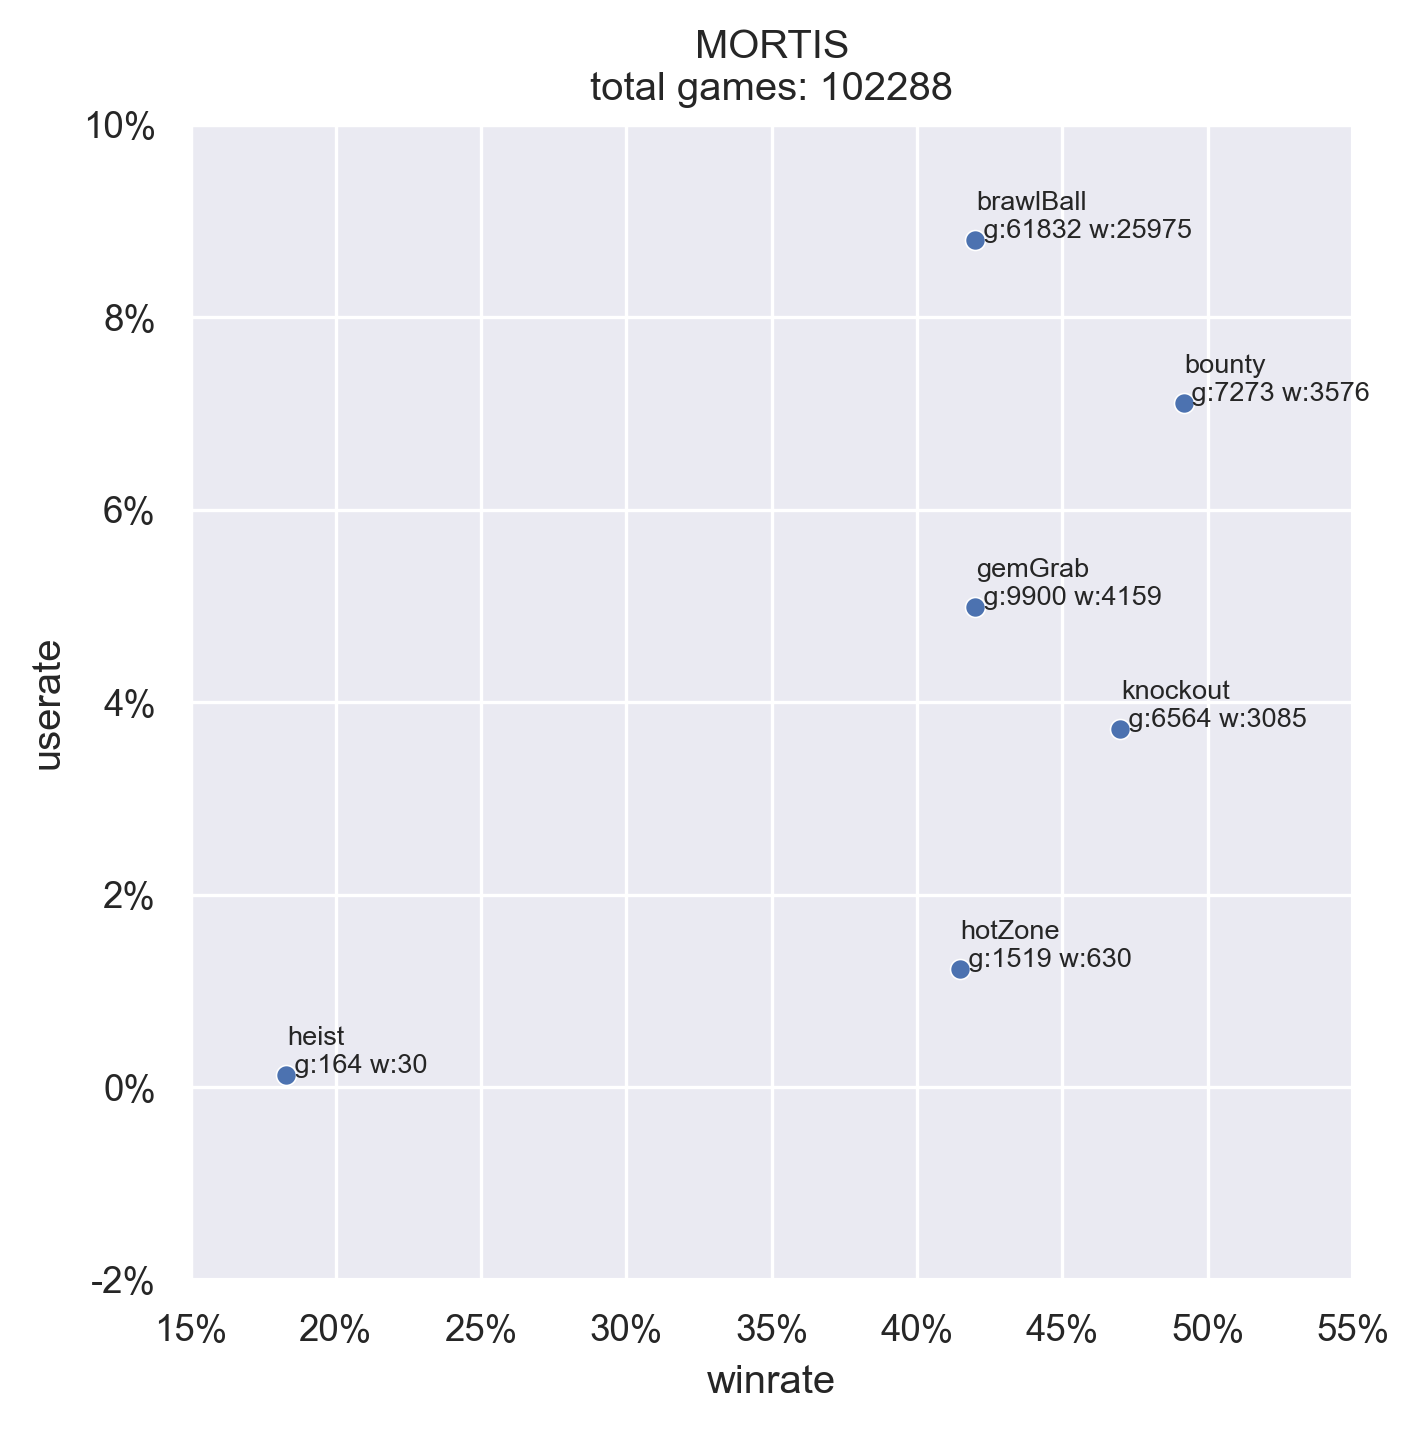 MORTIS
total games: 102288
10%
8%
6%
4%
2%
0%
-2%
userate
brawlBall
g:61832 w:25975
bounty
g:7273 w:3576
gemGrab
g:9900 w:4159
knockout
g:6564 w:3085
hotZone
g:1519 w:630
heist
g:164 w:30
15% 20% 25% 30% 35% 40% 45% 50% 55%
winrate